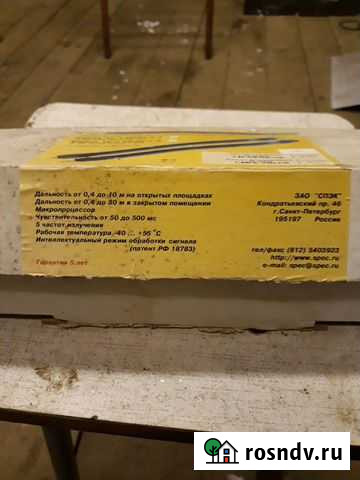 Дальность от 0,4 до 10 м на открытых площадках
Дальность от 0,4 до 30 м в закрытом помещении
Микропроцессор
Чувствительность от 50 до 500 мс
5 частот излучения
Рабочая температура -40 ... +55 °С
Интеллектуальный режим обработки сигнала
(патент РФ 18783)
Гарантия 5 лет
ЗАО "СПЭК"
Кондратьевский пр. 46
г.Санкт-Петербург
195197 Россия
тел/факс (812) 5403923
http://www.spec.ru
e-mail: spec@spec.ru
rosndv.ru